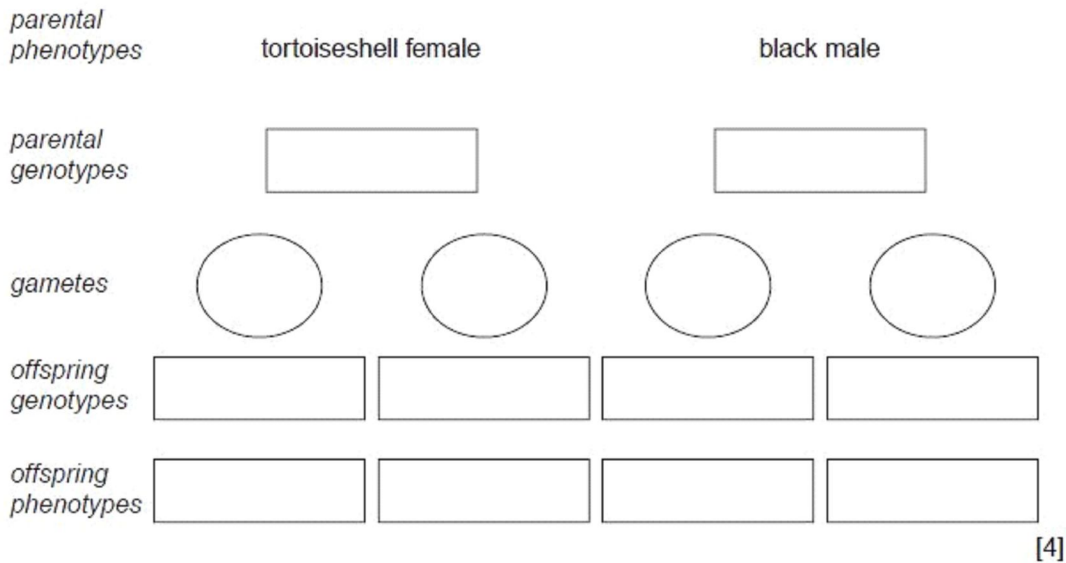 parental
phenotypes
tortoiseshell female
black male
parental
genotypes
gametes
offspring
genotypes
offspring
phenotypes
[4]